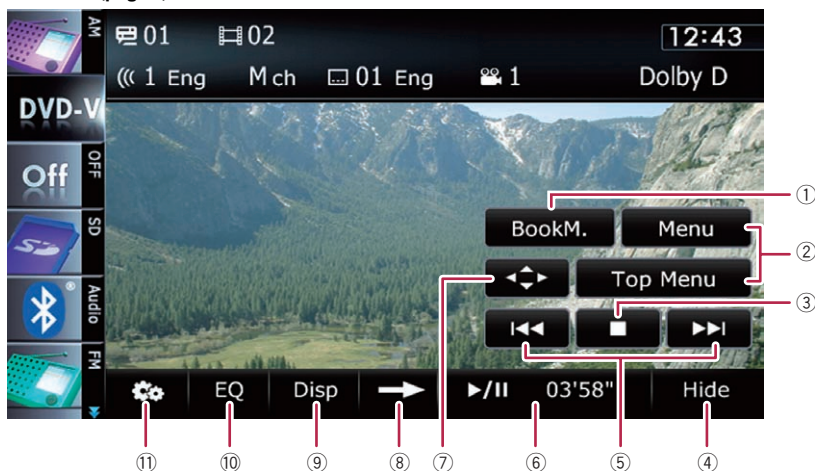 AM
01 02 12:43
1 Eng M ch 01 Eng 1 Dolby D
DVD-V
Off
OFF
SD
Audio
FM
BookM. Menu
Top Menu
EQ Disp 03'58" Hide
① ② ③
⑪ ⑩ ⑨ ⑧ ⑦ ⑥ ⑤ ④